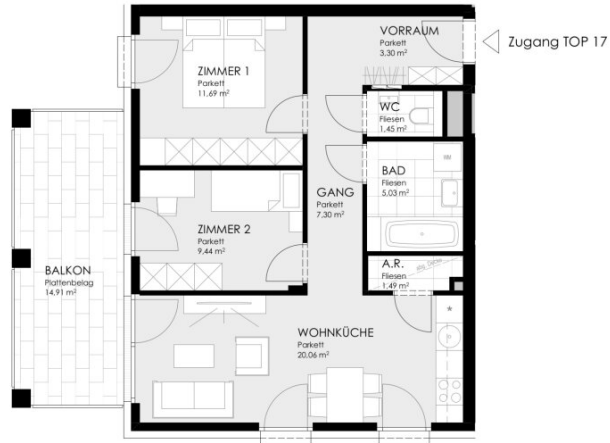 VORRAUM
Parkett
3.30 m²
Zugang TOP 17
ZIMMER 1
Parkett
11.69 m²
WC
Fliesen
1.45 m²
BAD
Fliesen
5.03 m²
WM
GANG
Parkett
7.30 m²
ZIMMER 2
Parkett
9.44 m²
A.R.
Fliesen
1.49 m²
BALKON
Plattenbelag
14,91 m²
WOHNKÜCHE
Parkett
20.06 m²